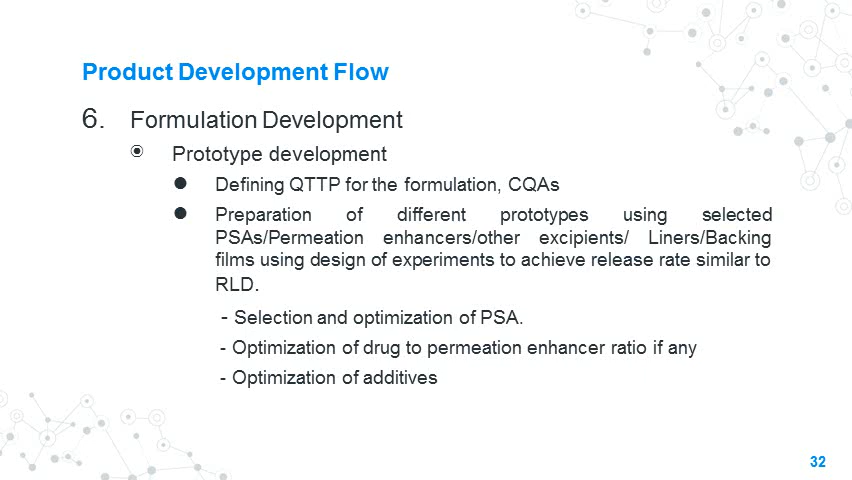 Product Development Flow
6. Formulation Development
Prototype development
● Defining QTTP for the formulation, CQAs
● Preparation of different prototypes using selected
PSAs/Permeation enhancers/other excipients/ Liners/Backing
films using design of experiments to achieve release rate similar to
RLD.
- Selection and optimization of PSA.
- Optimization of drug to permeation enhancer ratio if any
- Optimization of additives
32